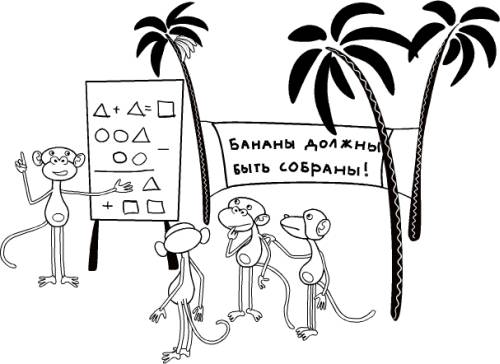 △ + △ = □
○○△
○○ –
△
+ □□
БАНАНЫ ДОЛЖНЫ
БЫТЬ СОБРАНЫ!